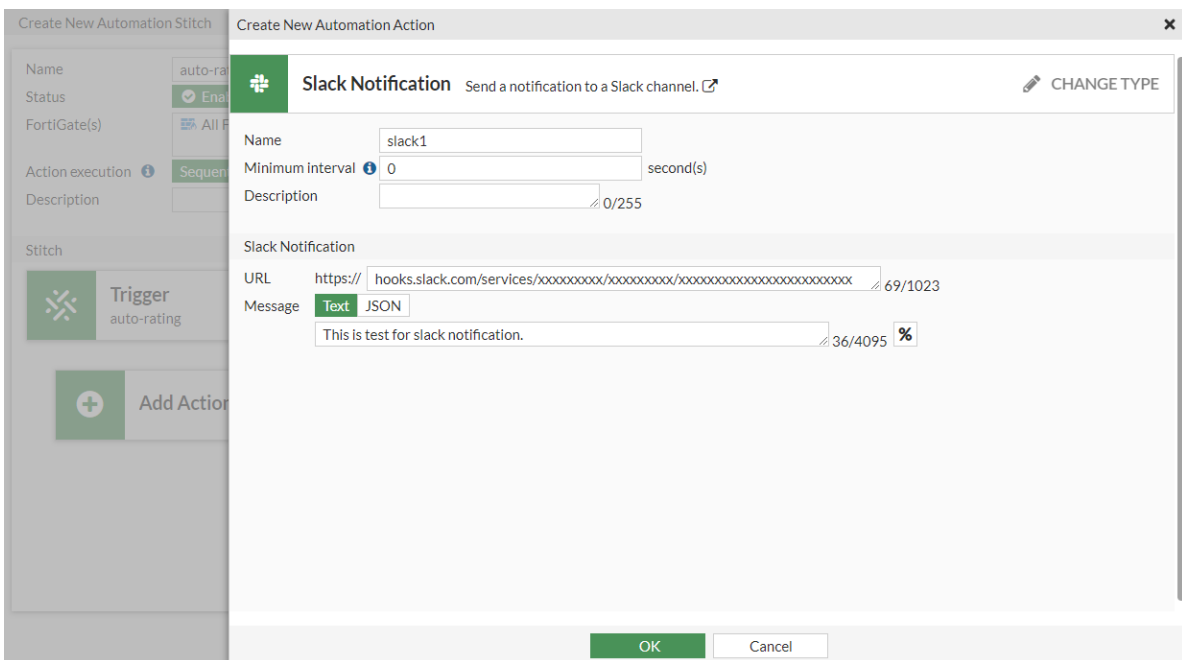 Create New Automation Stitch
Create New Automation Action
Name
auto-ra
Status
Ena
FortiGate(s)
All F
Action execution
Sequen
Description
Stitch
Trigger
auto-rating
Add Action
Slack Notification Send a notification to a Slack channel.
CHANGE TYPE
Name slack1
Minimum interval 0 second(s)
Description 0/255
Slack Notification
URL https:// hooks.slack.com/services/xxxxxxxxx/xxxxxxxxx/xxxxxxxxxxxxxxxxxxxxxxxx 69/1023
Message Text JSON
This is test for slack notification. 36/4095 %
OK Cancel